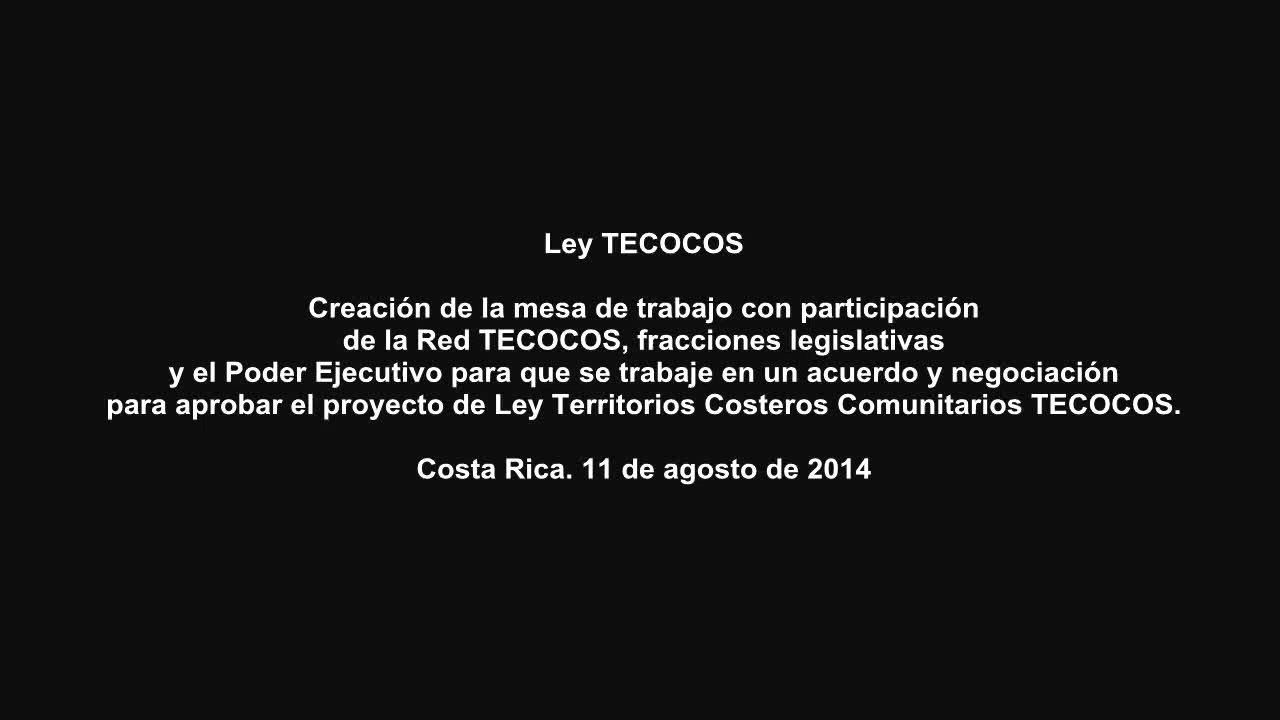 Ley TECOCOS
Creación de la mesa de trabajo con participación
de la Red TECOCOS, fracciones legislativas
y el Poder Ejecutivo para que se trabaje en un acuerdo y negociación
para aprobar el proyecto de Ley Territorios Costeros Comunitarios TECOCOS.
Costa Rica. 11 de agosto de 2014